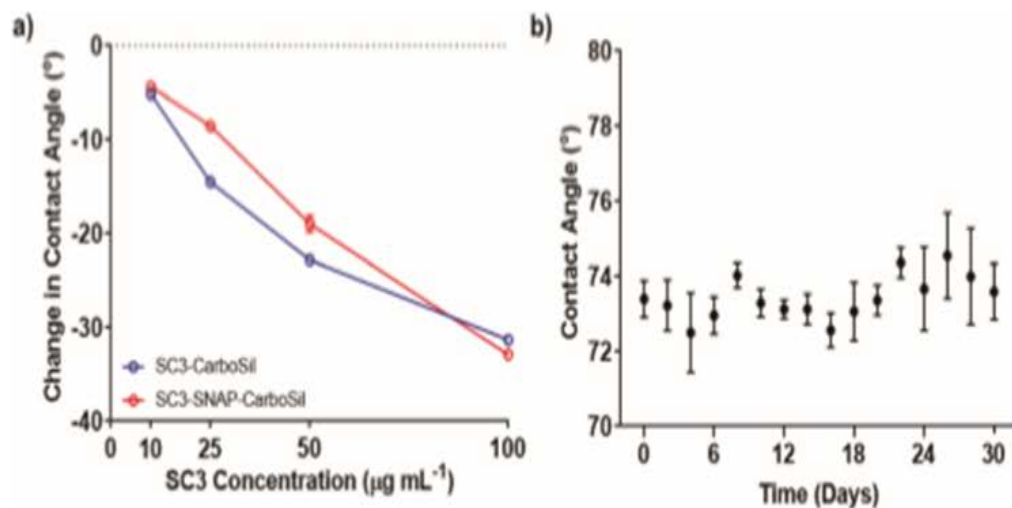 a)
Change in Contact Angle (°)
0
-10
-20
-30
-40
SC3-CarboSil
SC3-SNAP-CarboSil
0 10 25 50 100
SC3 Concentration (μg mL⁻¹)
b)
Contact Angle (°)
80
78
76
74
72
70
0 6 12 18 24 30
Time (Days)